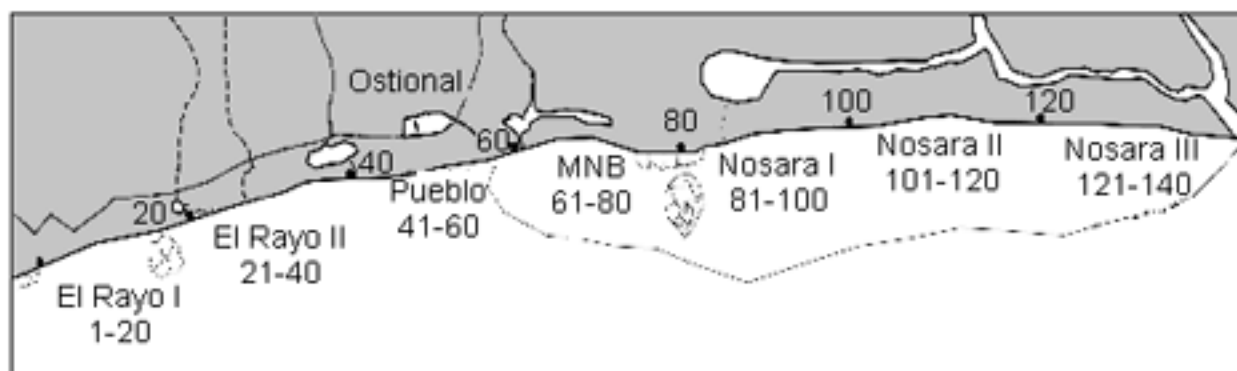 Ostional
20
40
60
80
100
120
El Rayo I
1-20
El Rayo II
21-40
Pueblo
41-60
MNB
61-80
Nosara I
81-100
Nosara II
101-120
Nosara III
121-140